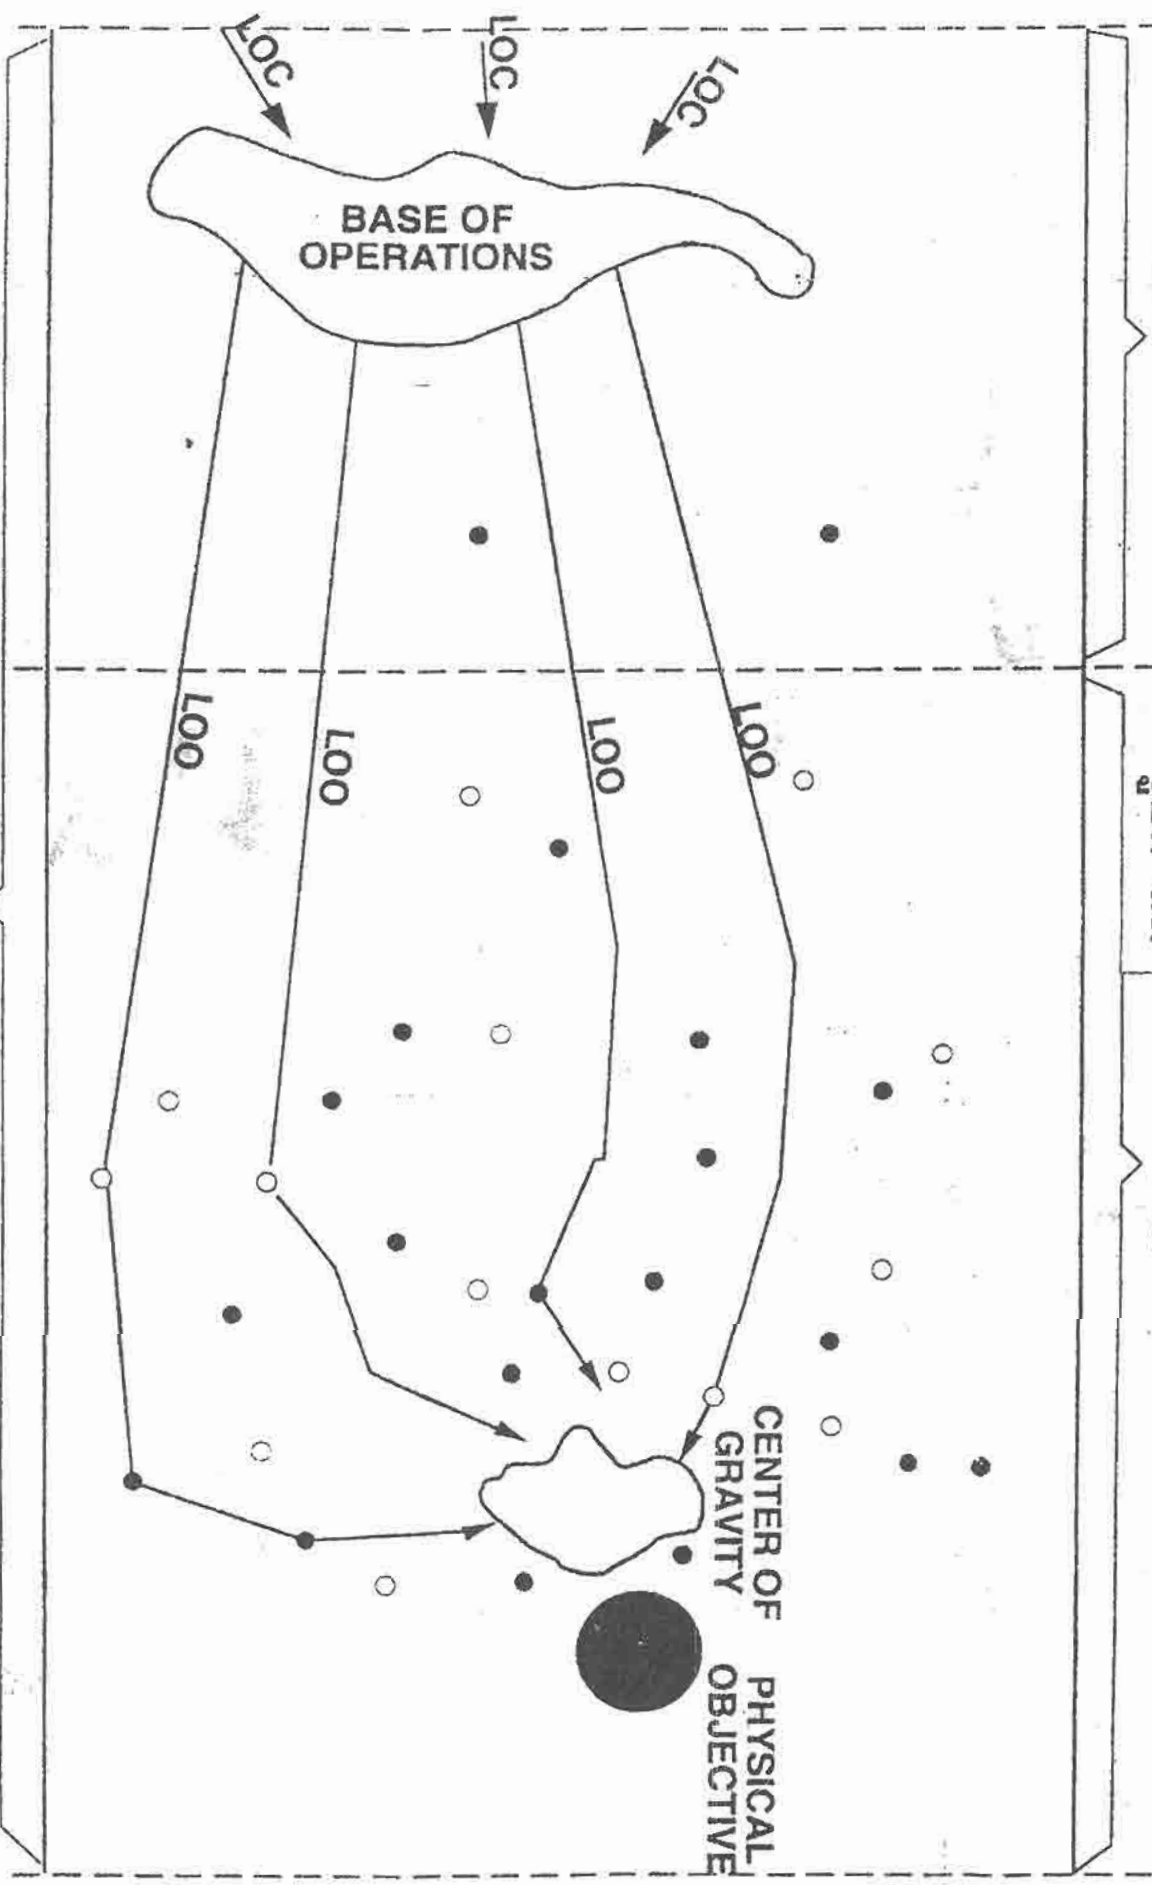 LOC
LOC
LOC
BASE OF
OPERATIONS
LOO
LOO
LOO
LOO
CENTER OF
GRAVITY
PHYSICAL
OBJECTIVE